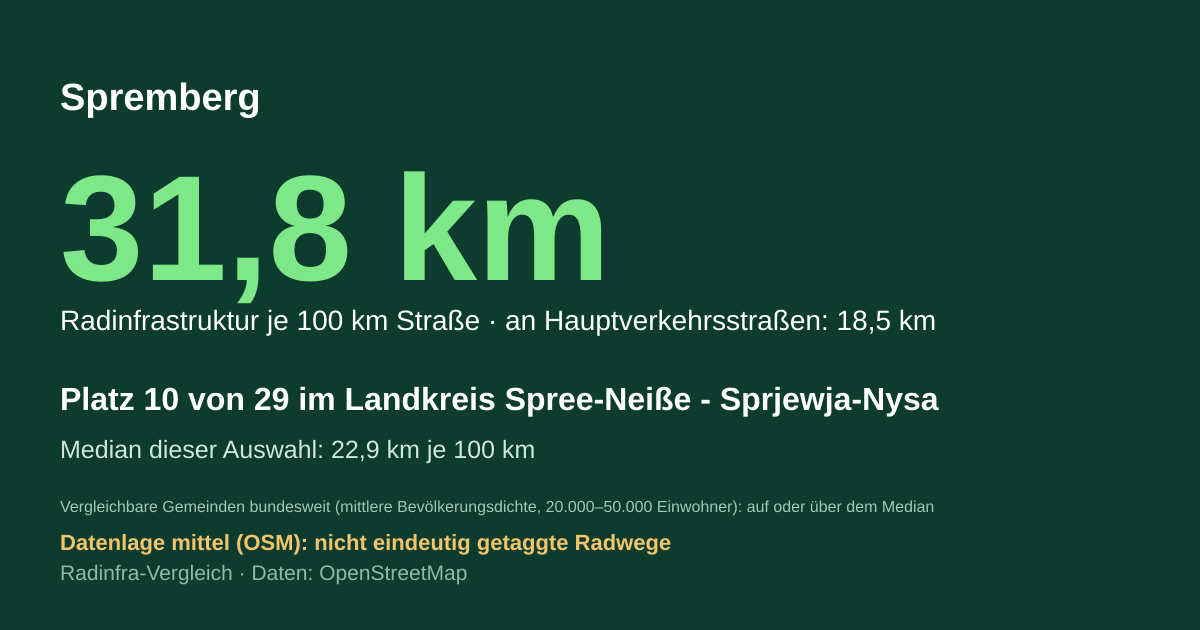 Spremberg
31,8 km
Radinfrastruktur je 100 km Straße · an Hauptverkehrsstraßen: 18,5 km
Platz 10 von 29 im Landkreis Spree-Neiße - Sprjewja-Nysa
Median dieser Auswahl: 22,9 km je 100 km
Vergleichbare Gemeinden bundesweit (mittlere Bevölkerungsdichte, 20.000–50.000 Einwohner): auf oder über dem Median
Datenlage mittel (OSM): nicht eindeutig getaggte Radwege
Radinfra-Vergleich · Daten: OpenStreetMap